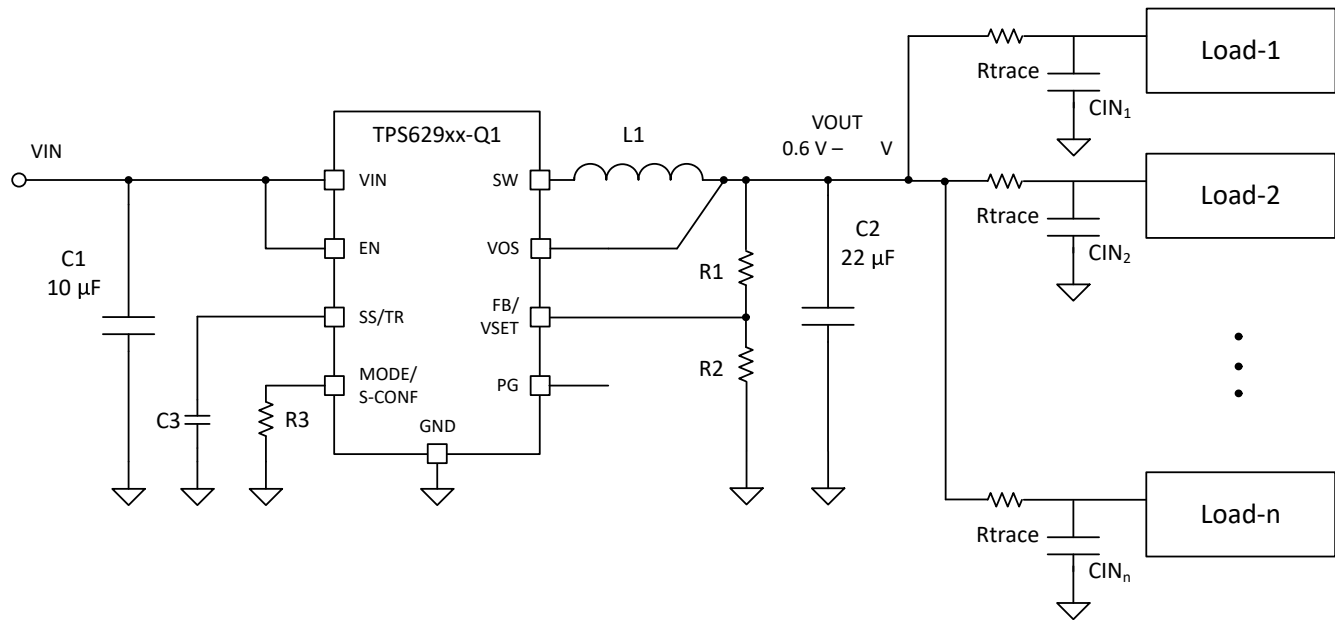 Load-1
Rtrace
CIN1
TPS629xx-Q1
L1
VOUT
0.6 V – V
VIN
VIN
SW
Load-2
Rtrace
CIN2
EN
VOS
C1
10 µF
R1
C2
22 µF
SS/TR
FB/
VSET
MODE/
S-CONF
R2
PG
C3
R3
GND
Load-n
Rtrace
CINn